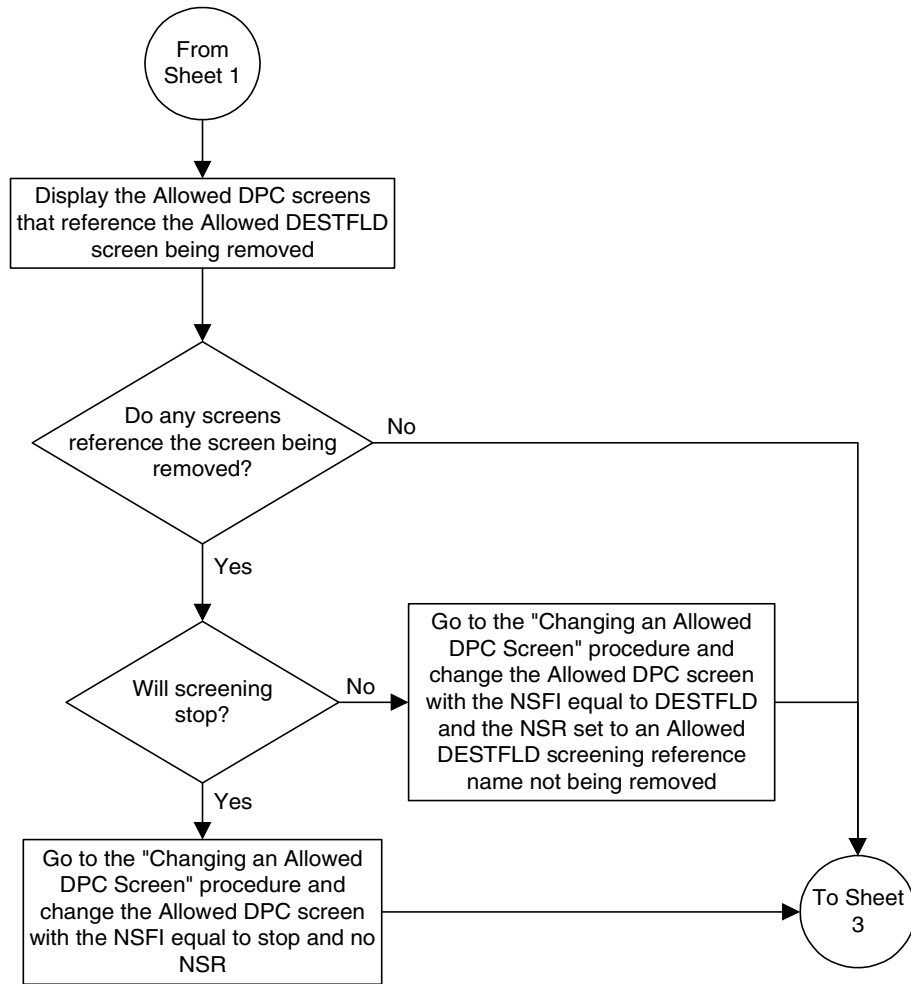 From
Sheet 1
Display the Allowed DPC screens
that reference the Allowed DESTFLD
screen being removed
Do any screens
reference the screen being
removed?
No
Yes
Will screening
stop?
No
Go to the "Changing an Allowed
DPC Screen" procedure and
change the Allowed DPC screen
with the NSFI equal to DESTFLD
and the NSR set to an Allowed
DESTFLD screening reference
name not being removed
Yes
Go to the "Changing an Allowed
DPC Screen" procedure and
change the Allowed DPC screen
with the NSFI equal to stop and no
NSR
To Sheet
3